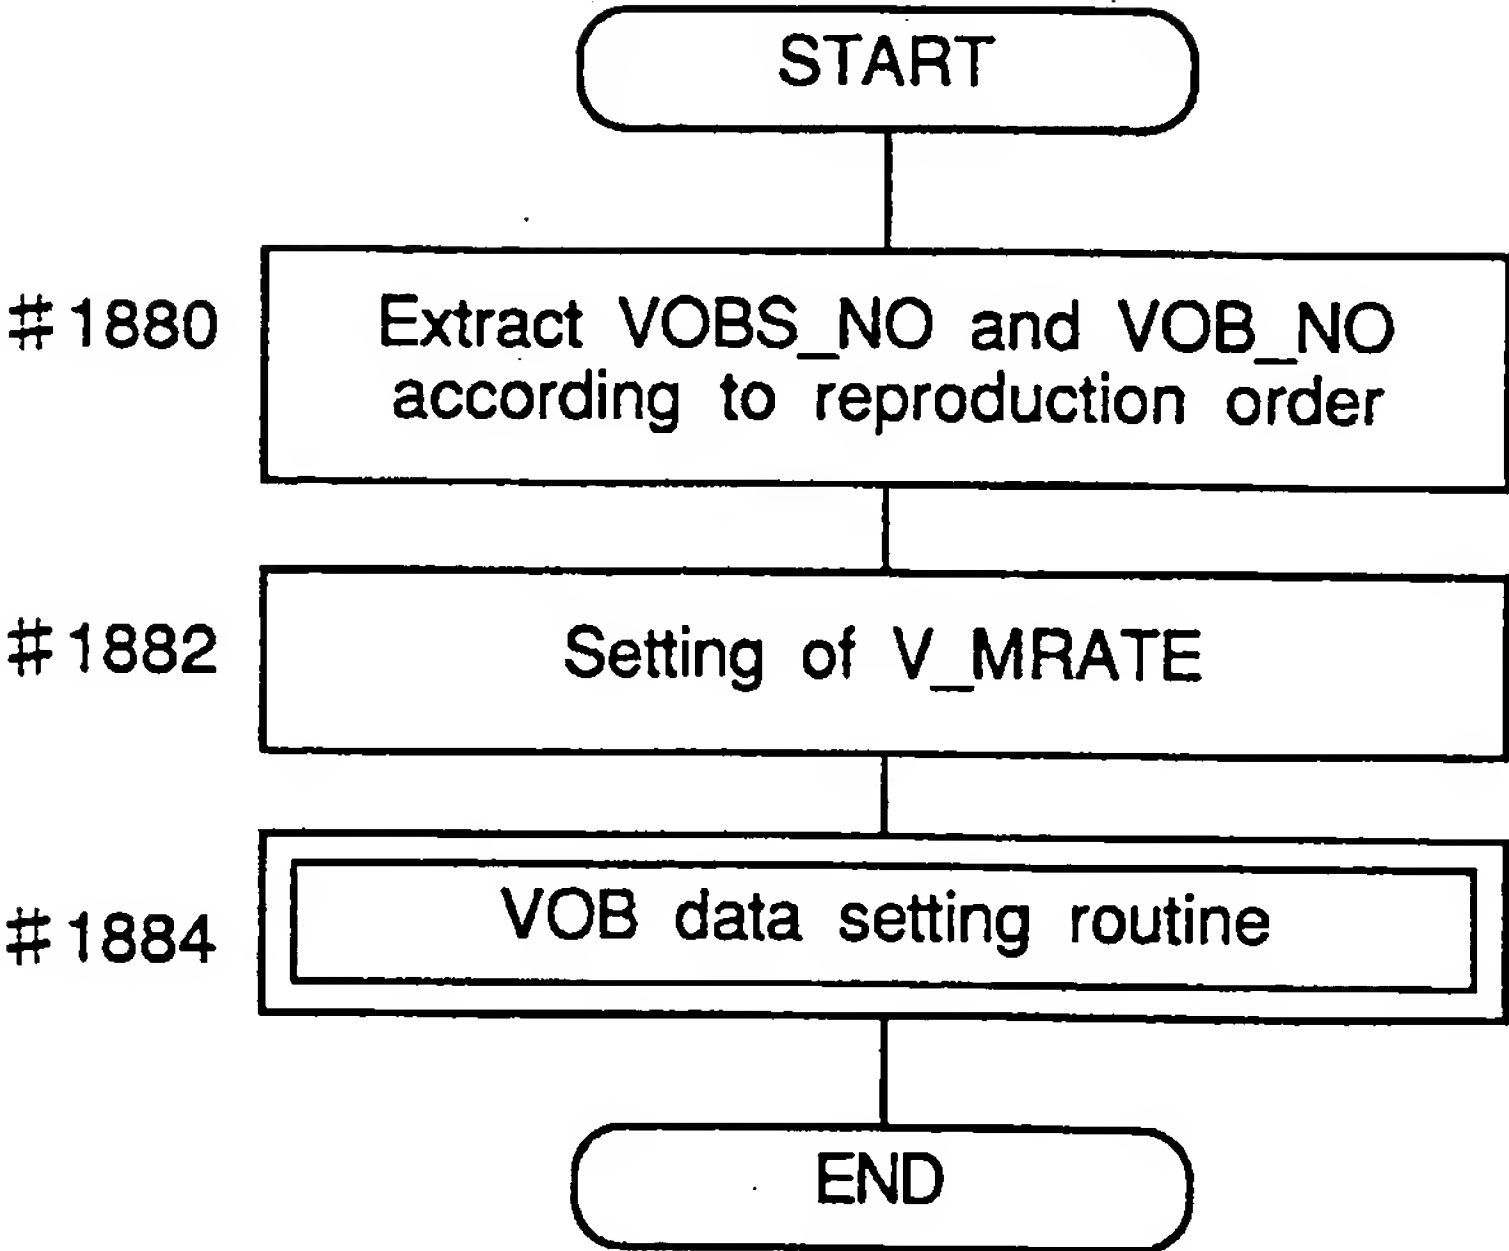 START
#1880
Extract VOBS_NO and VOB_NO
according to reproduction order
#1882
Setting of V_MRATE
#1884
VOB data setting routine
END